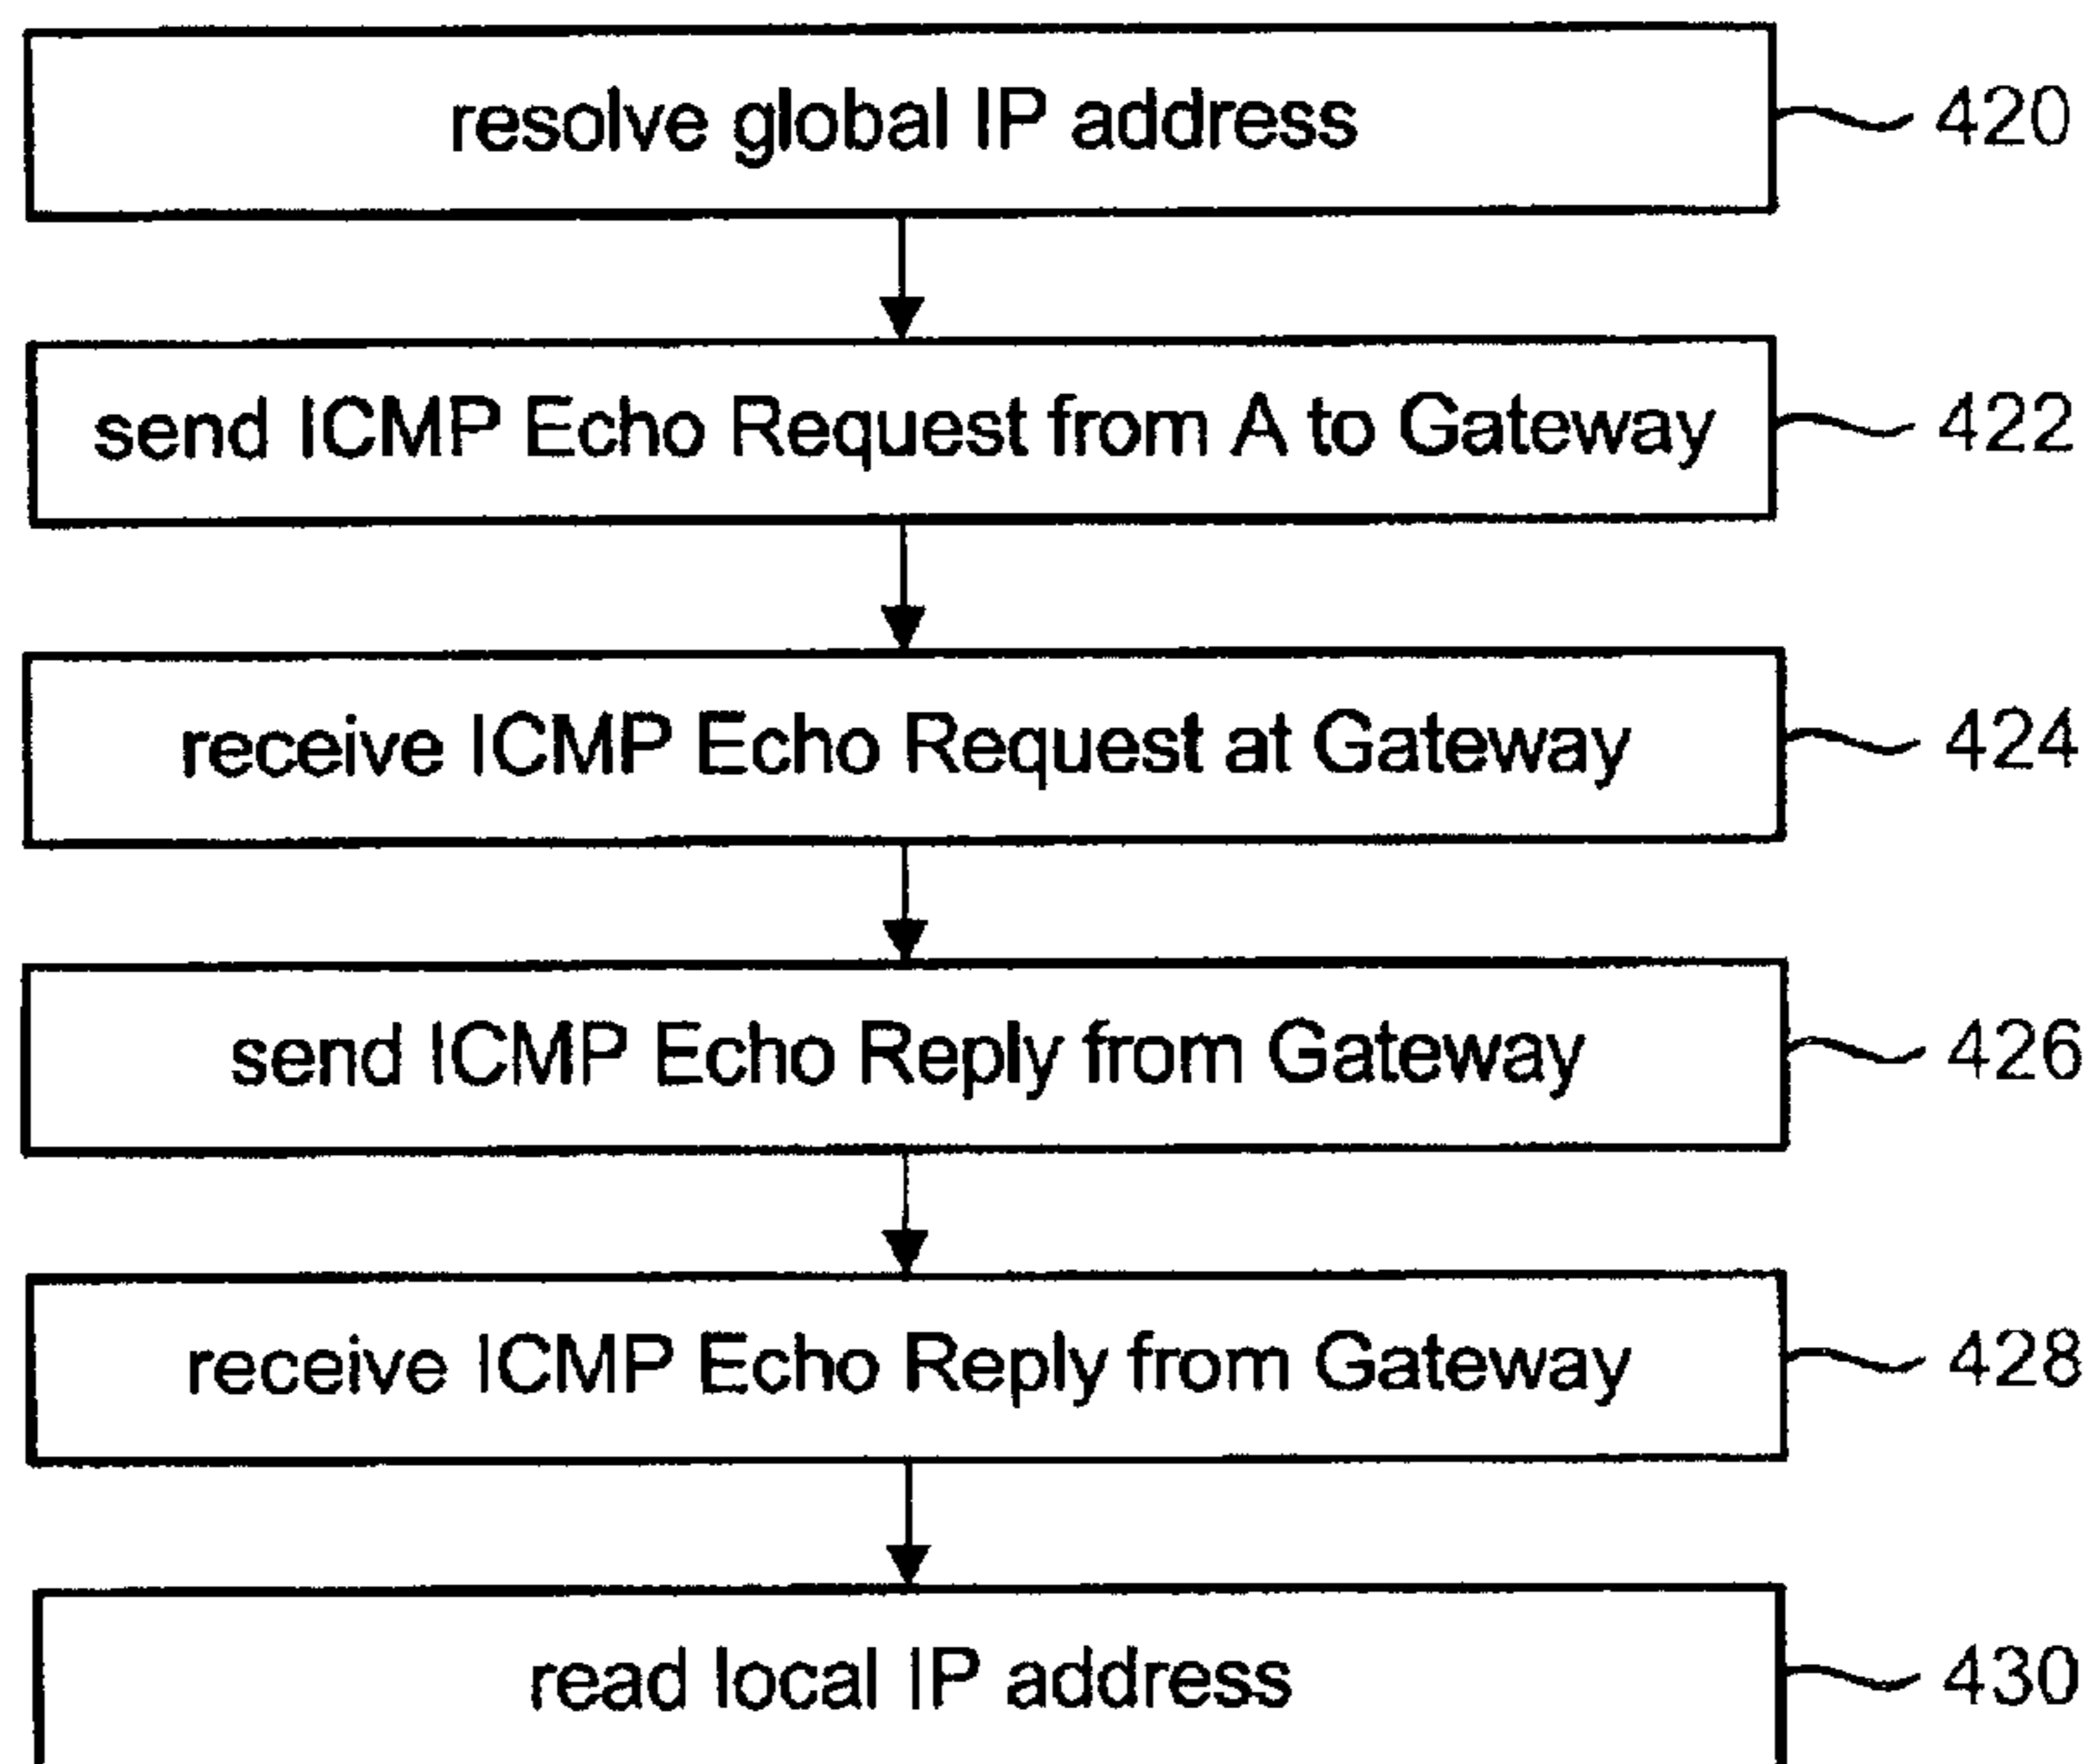 resolve global IP address 420
send ICMP Echo Request from A to Gateway 422
receive ICMP Echo Request at Gateway 424
send ICMP Echo Reply from Gateway 426
receive ICMP Echo Reply from Gateway 428
read local IP address 430